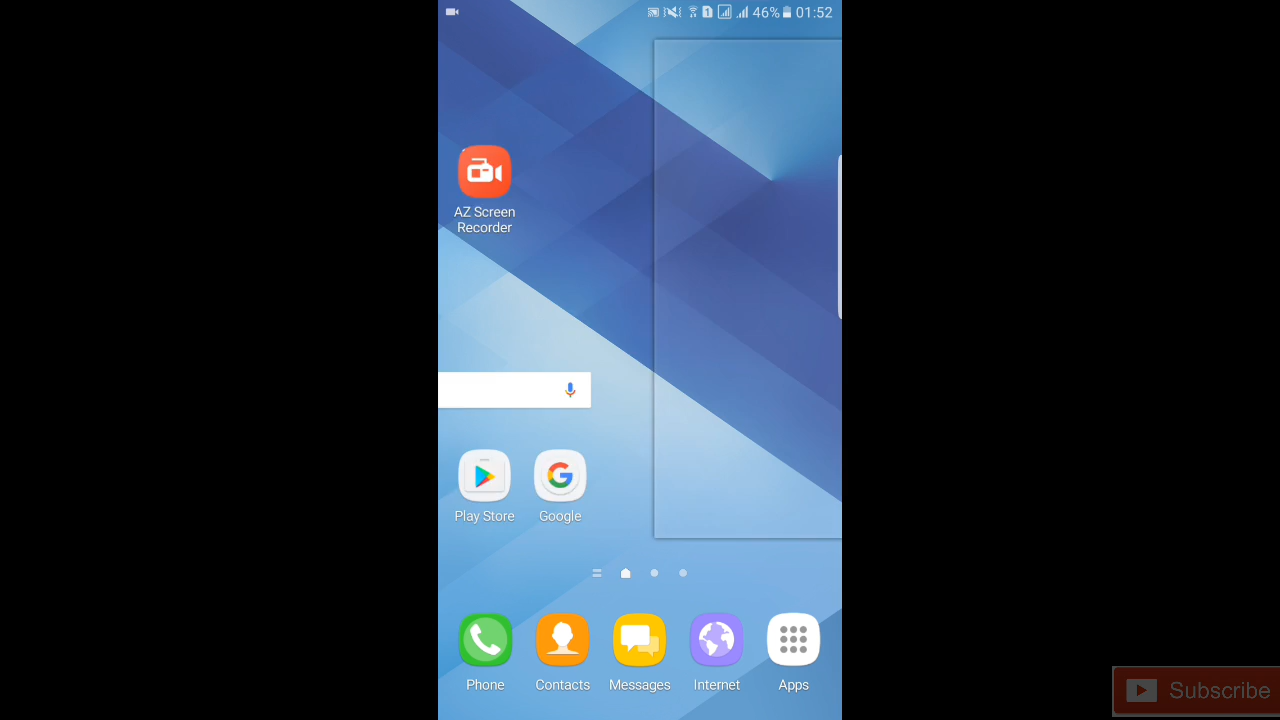 46% 01:52
AZ Screen
Recorder
Play Store
Google
Phone
Contacts
Messages
Internet
Apps
Subscribe